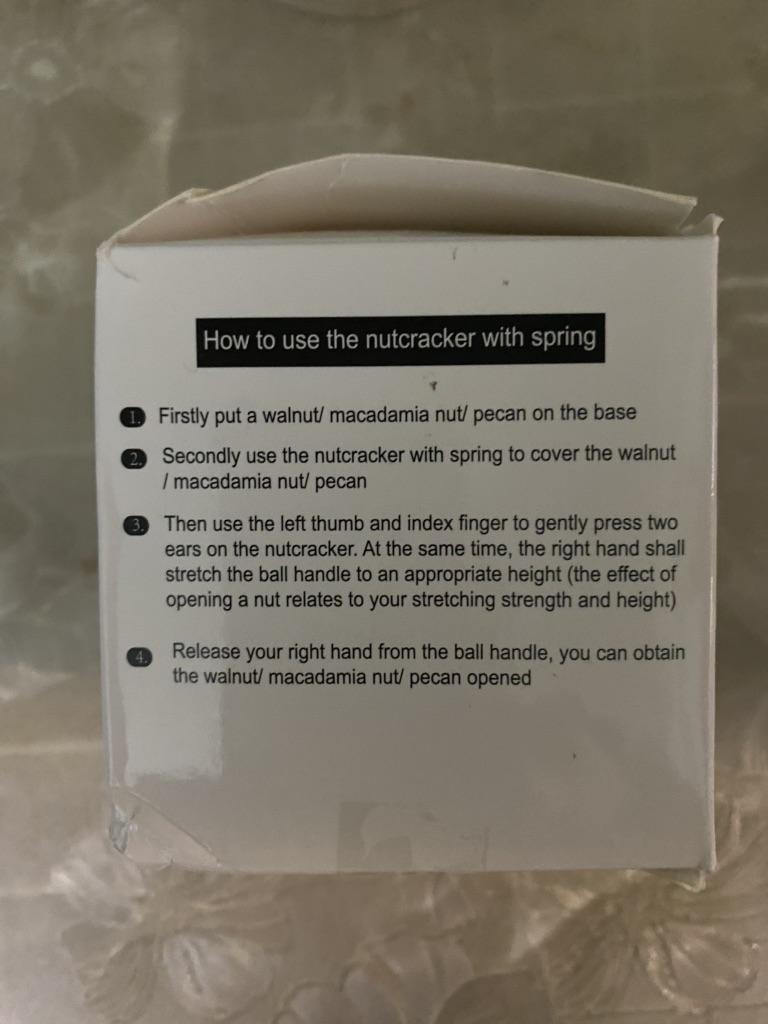 How to use the nutcracker with spring
1. Firstly put a walnut/ macadamia nut/ pecan on the base
2. Secondly use the nutcracker with spring to cover the walnut
/ macadamia nut/ pecan
3. Then use the left thumb and index finger to gently press two
ears on the nutcracker. At the same time, the right hand shall
stretch the ball handle to an appropriate height (the effect of
opening a nut relates to your stretching strength and height)
4. Release your right hand from the ball handle, you can obtain
the walnut/ macadamia nut/ pecan opened